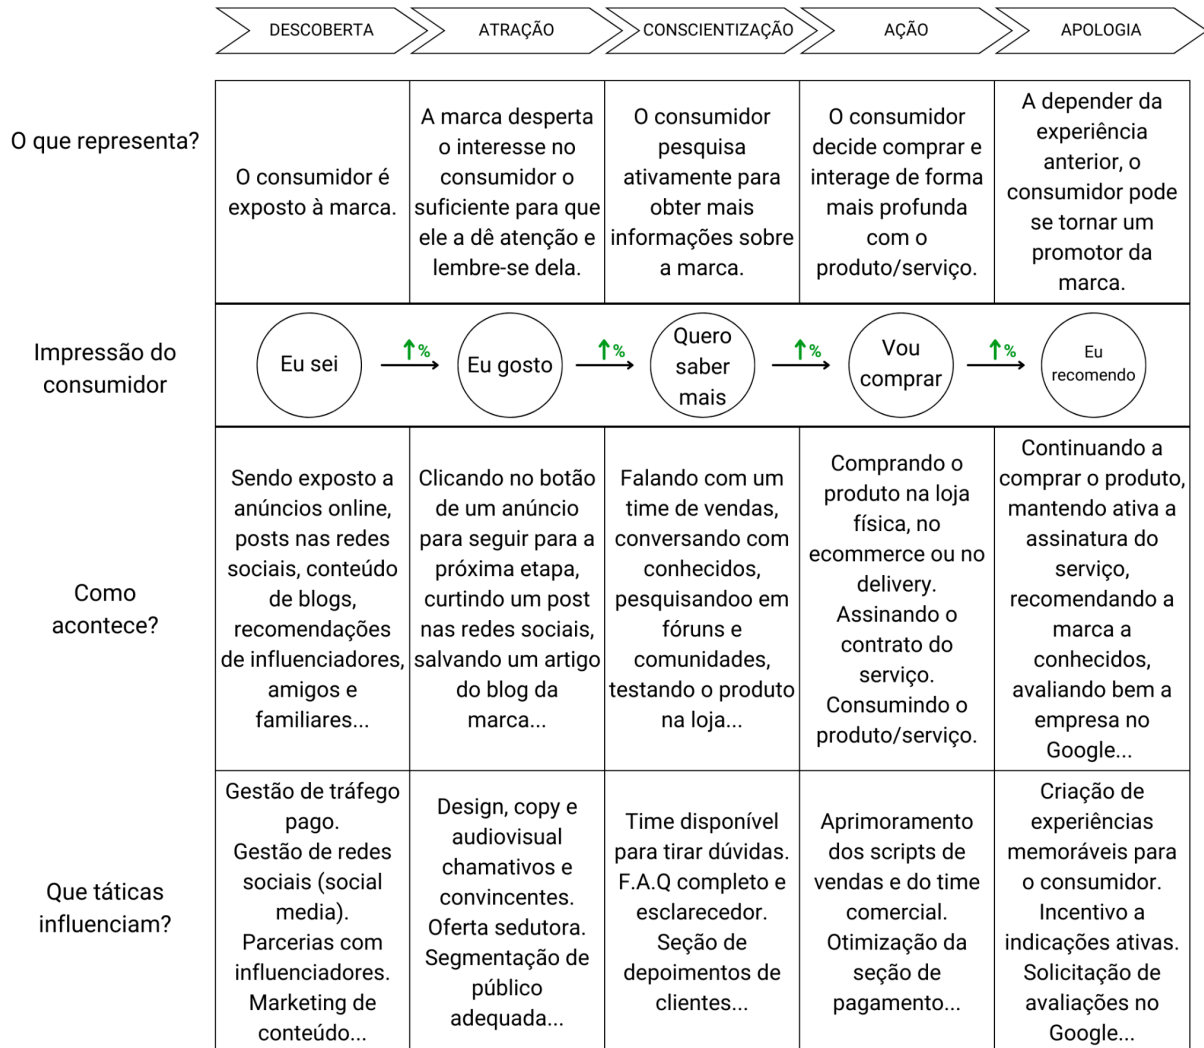 DESCOBERTA
ATRAÇÃO
CONSCIENTIZAÇÃO
AÇÃO
APOLOGIA
O que representa?
O consumidor é
exposto à marca.
A marca desperta
o interesse no
consumidor o
suficiente para que
ele a dê atenção e
lembre-se dela.
O consumidor
pesquisa
ativamente para
obter mais
informações sobre
a marca.
O consumidor
decide comprar e
interage de forma
mais profunda
com o
produto/serviço.
A depender da
experiência
anterior, o
consumidor pode
se tornar um
promotor da
marca.
Impressão do
consumidor
Eu sei
%
Eu gosto
%
Quero
saber
mais
%
Vou
comprar
%
Eu
recomendo
Como
acontece?
Sendo exposto a
anúncios online,
posts nas redes
sociais, conteúdo
de blogs,
recomendações
de influenciadores,
amigos e
familiares...
Clicando no botão
de um anúncio
para seguir para a
próxima etapa,
curtindo um post
nas redes sociais,
salvando um artigo
do blog da
marca...
Falando com um
time de vendas,
conversando com
conhecidos,
pesquisandoo em
fóruns e
comunidades,
testando o produto
na loja...
Comprando o
produto na loja
física, no
ecommerce ou no
delivery.
Assinando o
contrato do
serviço.
Consumindo o
produto/serviço.
Continuando a
comprar o produto,
mantendo ativa a
assinatura do
serviço,
recomendando a
marca a
conhecidos,
avaliando bem a
empresa no
Google...
Que táticas
influenciam?
Gestão de tráfego
pago.
Gestão de redes
sociais (social
media).
Parcerias com
influenciadores.
Marketing de
conteúdo...
Design, copy e
audiovisual
chamativos e
convincentes.
Oferta sedutora.
Segmentação de
público
adequada...
Time disponível
para tirar dúvidas.
F.A.Q completo e
esclarecedor.
Seção de
depoimentos de
clientes...
Aprimoramento
dos scripts de
vendas e do time
comercial.
Otimização da
seção de
pagamento...
Criação de
experiências
memoráveis para
o consumidor.
Incentivo a
indicações ativas.
Solicitação de
avaliações no
Google...